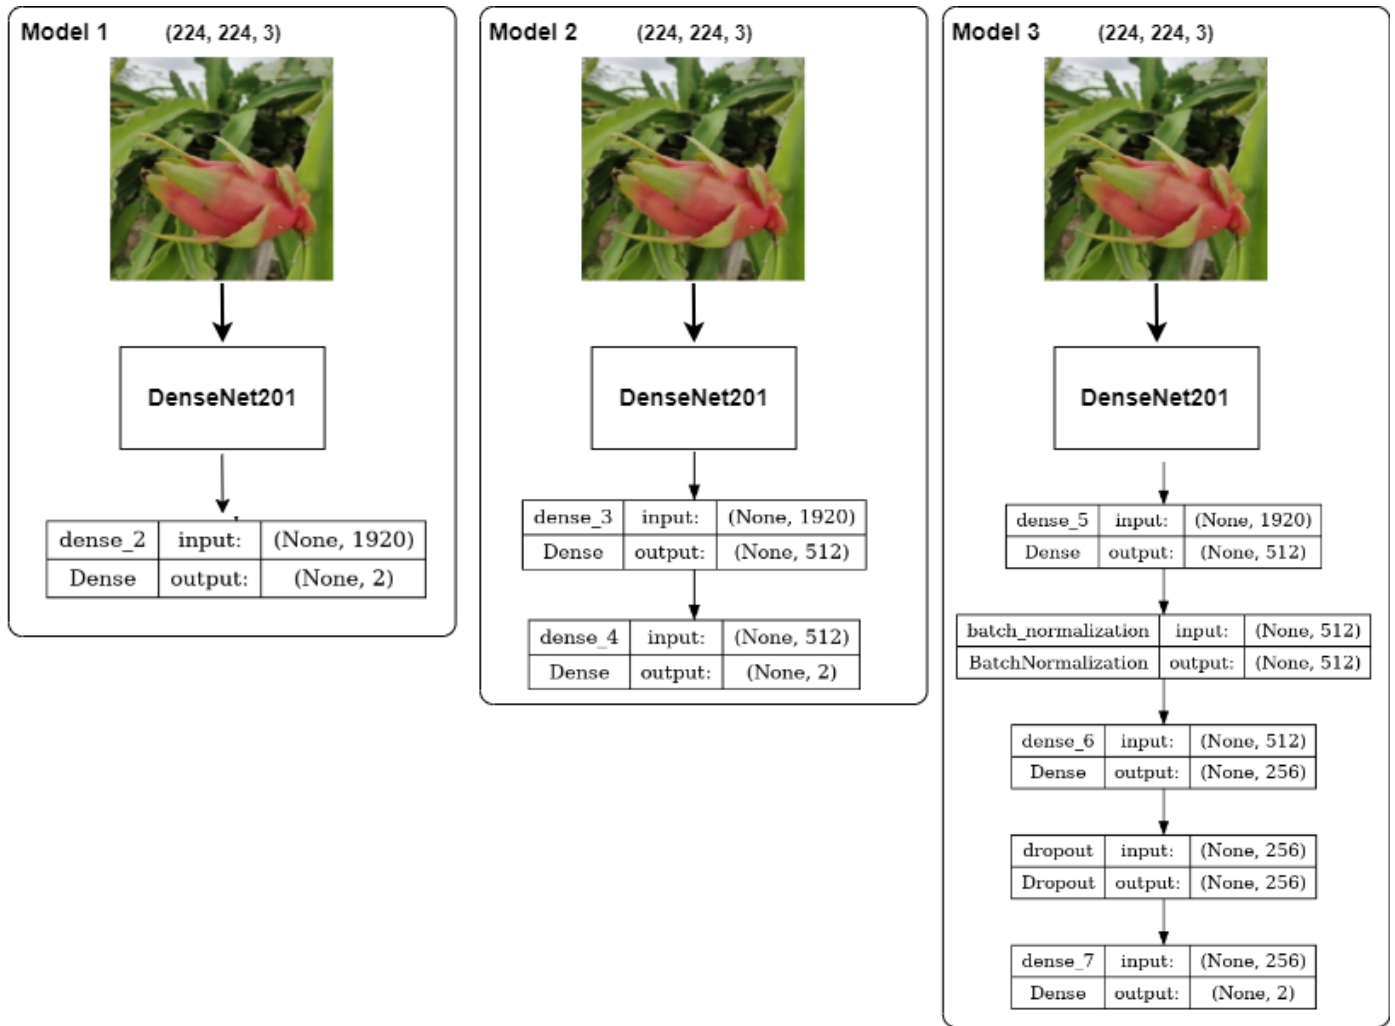 Model 1 (224, 224, 3)
DenseNet201
dense_2 input: (None, 1920)
Dense output: (None, 2)
Model 2 (224, 224, 3)
DenseNet201
dense_3 input: (None, 1920)
Dense output: (None, 512)
dense_4 input: (None, 512)
Dense output: (None, 2)
Model 3 (224, 224, 3)
DenseNet201
dense_5 input: (None, 1920)
Dense output: (None, 512)
batch_normalization input: (None, 512)
BatchNormalization output: (None, 512)
dense_6 input: (None, 512)
Dense output: (None, 256)
dropout input: (None, 256)
Dropout output: (None, 256)
dense_7 input: (None, 256)
Dense output: (None, 2)